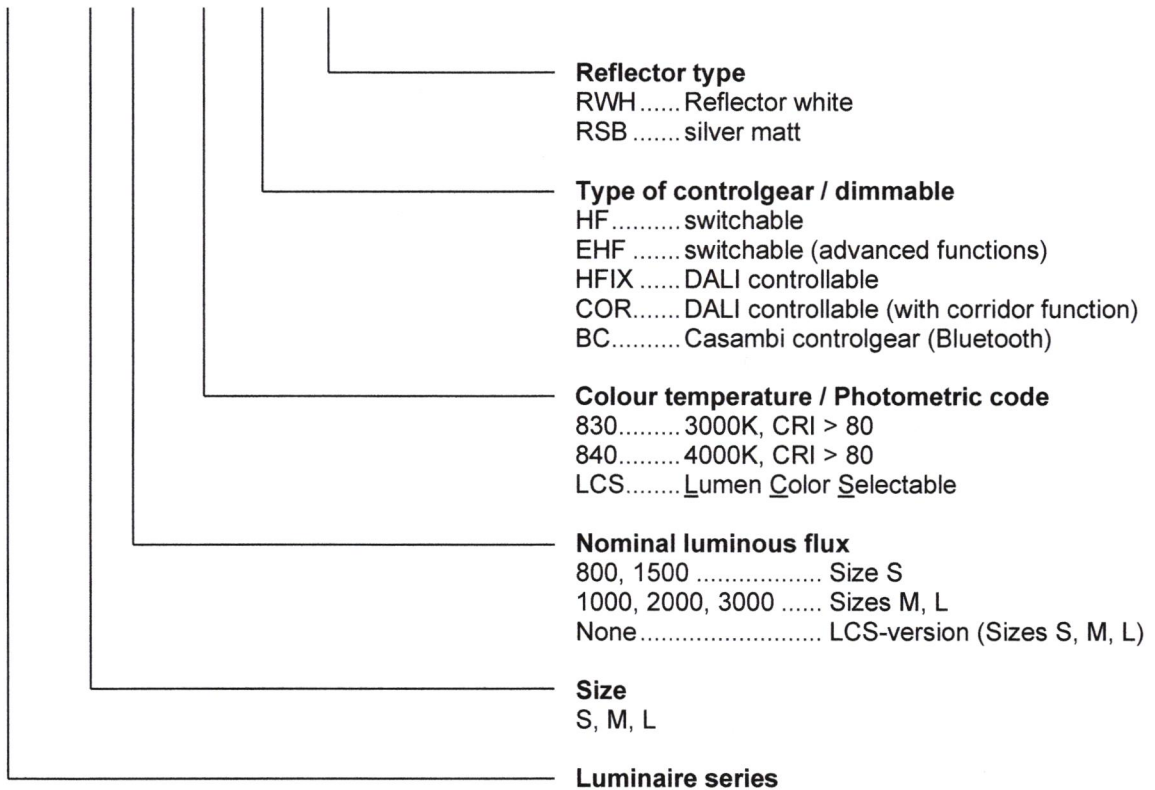 Reflector type
RWH ...... Reflector white
RSB ....... silver matt
Type of controlgear / dimmable
HF .......... switchable
EHF ....... switchable (advanced functions)
HFIX ...... DALI controllable
COR ....... DALI controllable (with corridor function)
BC .......... Casambi controlgear (Bluetooth)
Colour temperature / Photometric code
830 ......... 3000K, CRI > 80
840 ......... 4000K, CRI > 80
LCS ........ Lumen Color Selectable
Nominal luminous flux
800, 1500 .................. Size S
1000, 2000, 3000 ...... Sizes M, L
None ......................... LCS-version (Sizes S, M, L)
Size
S, M, L
Luminaire series